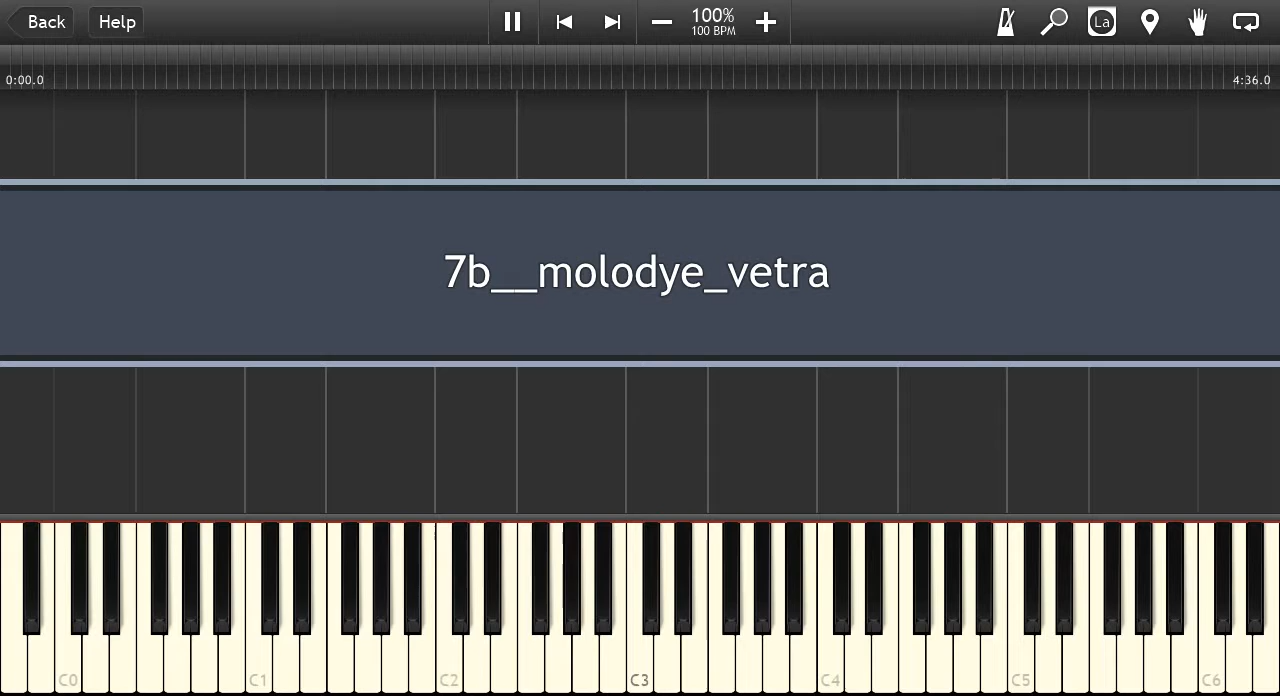 Back Help 100% La
100 BPM
0:00.0 4:36.0
7b__molodye_vetra
C0 C1 C2 C3 C4 C5 C6